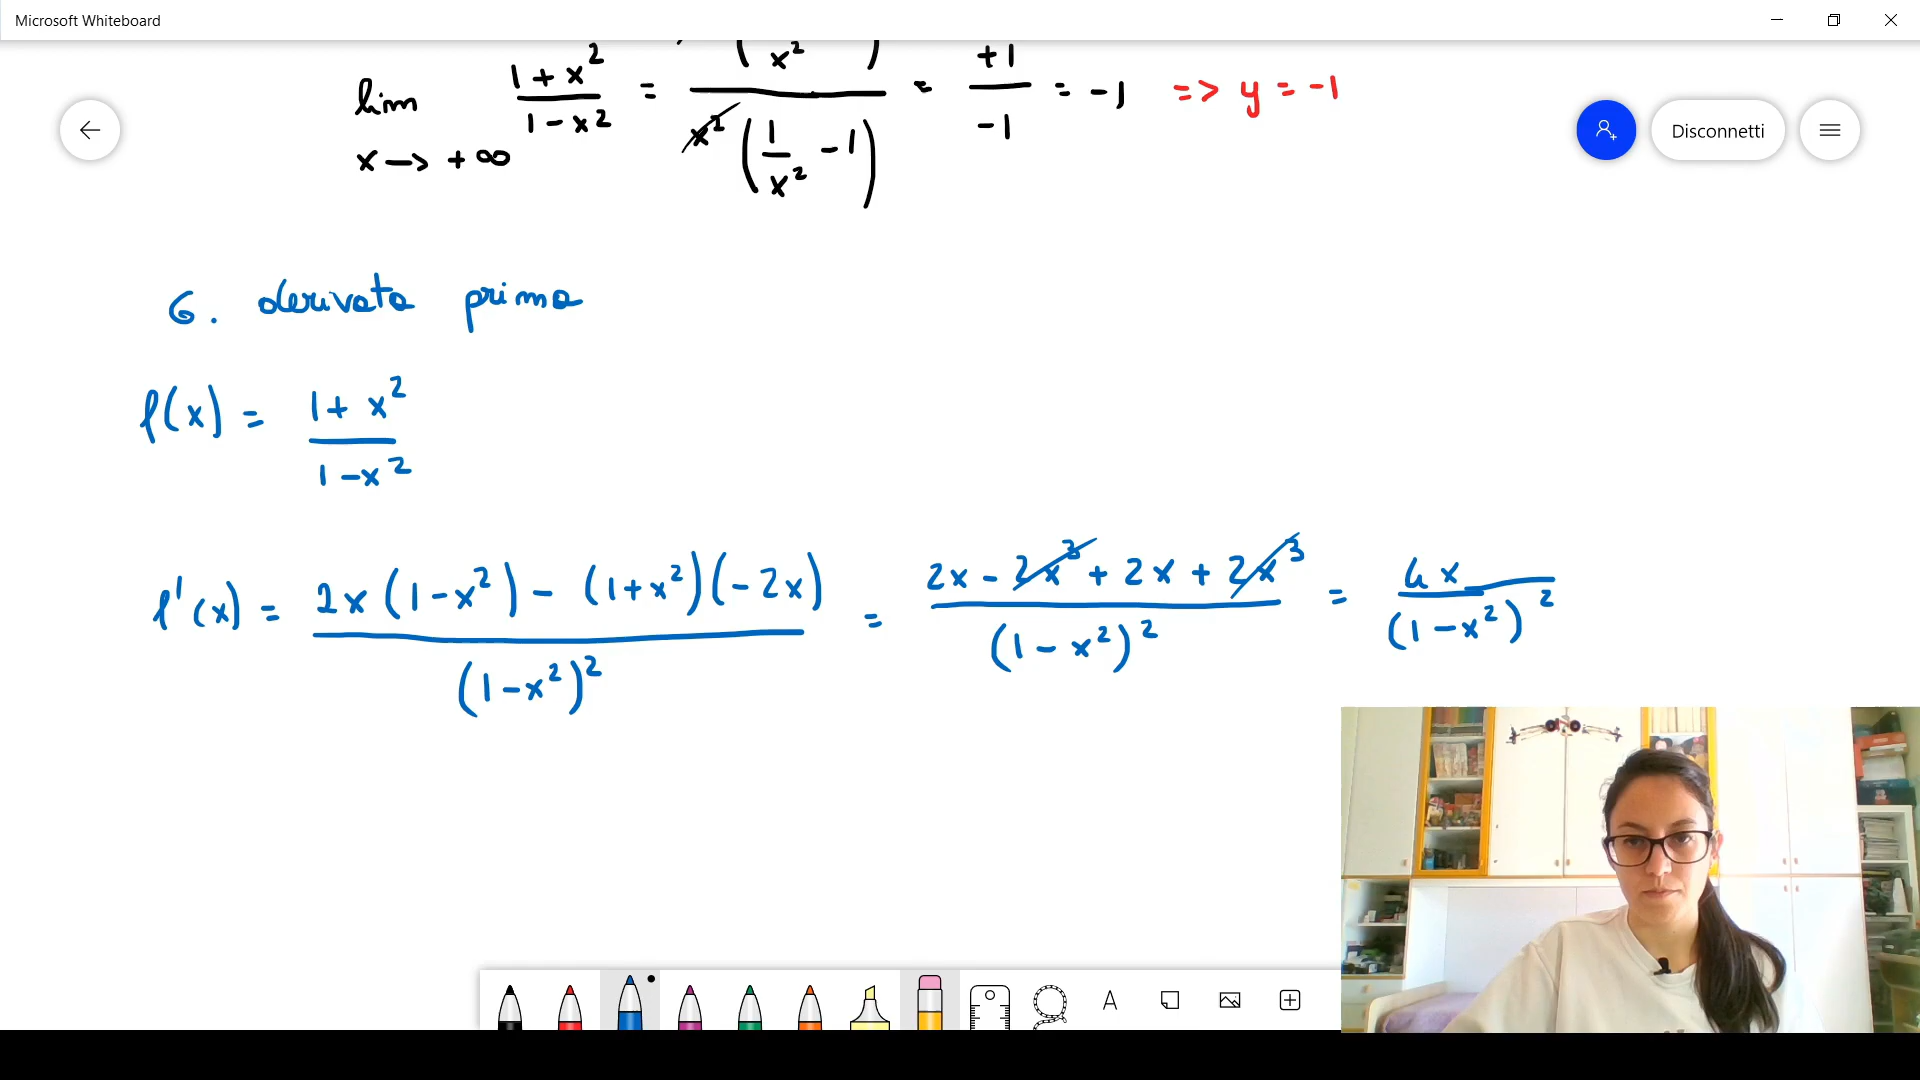 Microsoft Whiteboard
lim x → +∞ (1 + x²)/(1 - x²) = ( x² )/(x²(1/x² - 1)) = +1/-1 = -1 => y = -1
Disconnetti
6. derivata prima
f(x) = (1 + x²)/(1 - x²)
f'(x) = (2x(1 - x²) - (1 + x²)(-2x))/(1 - x²)² = (2x - 2x³ + 2x + 2x³)/(1 - x²)² = 4x/(1 - x²)²
A